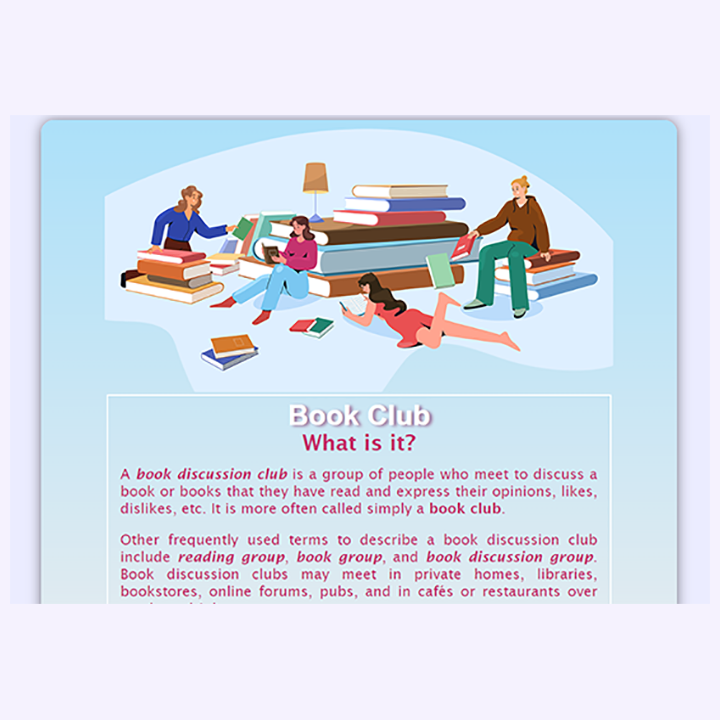 Book Club
What is it?
A book discussion club is a group of people who meet to discuss a
book or books that they have read and express their opinions, likes,
dislikes, etc. It is more often called simply a book club.
Other frequently used terms to describe a book discussion club
include reading group, book group, and book discussion group.
Book discussion clubs may meet in private homes, libraries,
bookstores, online forums, pubs, and in cafés or restaurants over